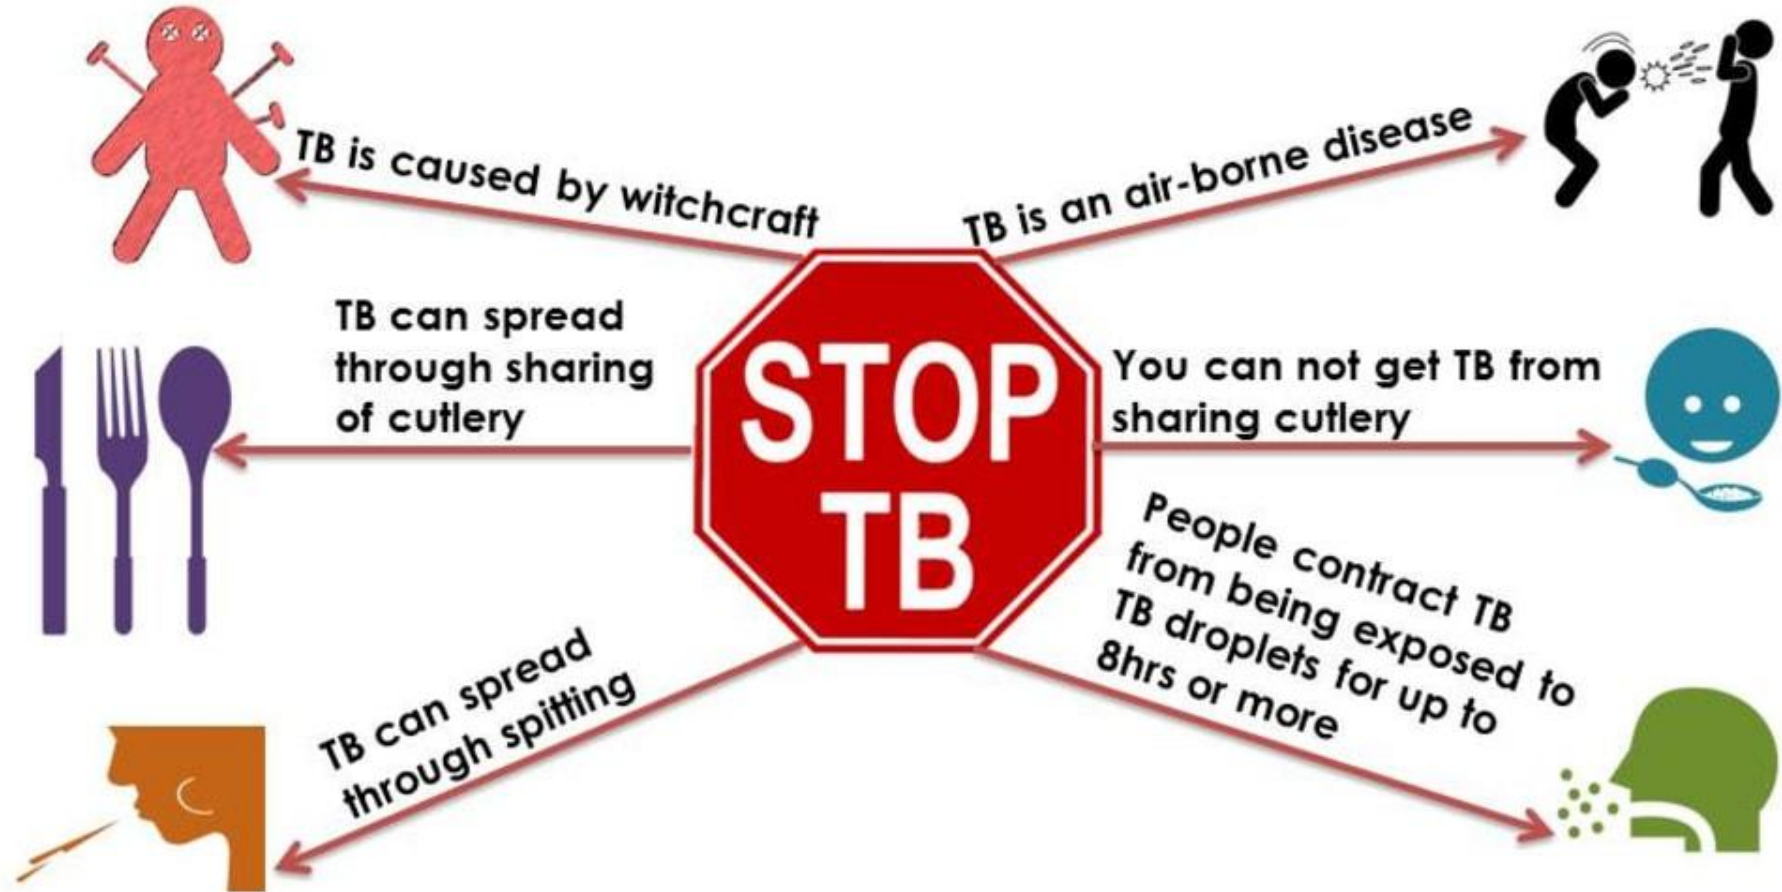 TB is caused by witchcraft
TB is an air-borne disease
TB can spread
through sharing
of cutlery
STOP
TB
You can not get TB from
sharing cutlery
TB can spread
through spitting
People contract TB
from being exposed to
TB droplets for up to
8hrs or more